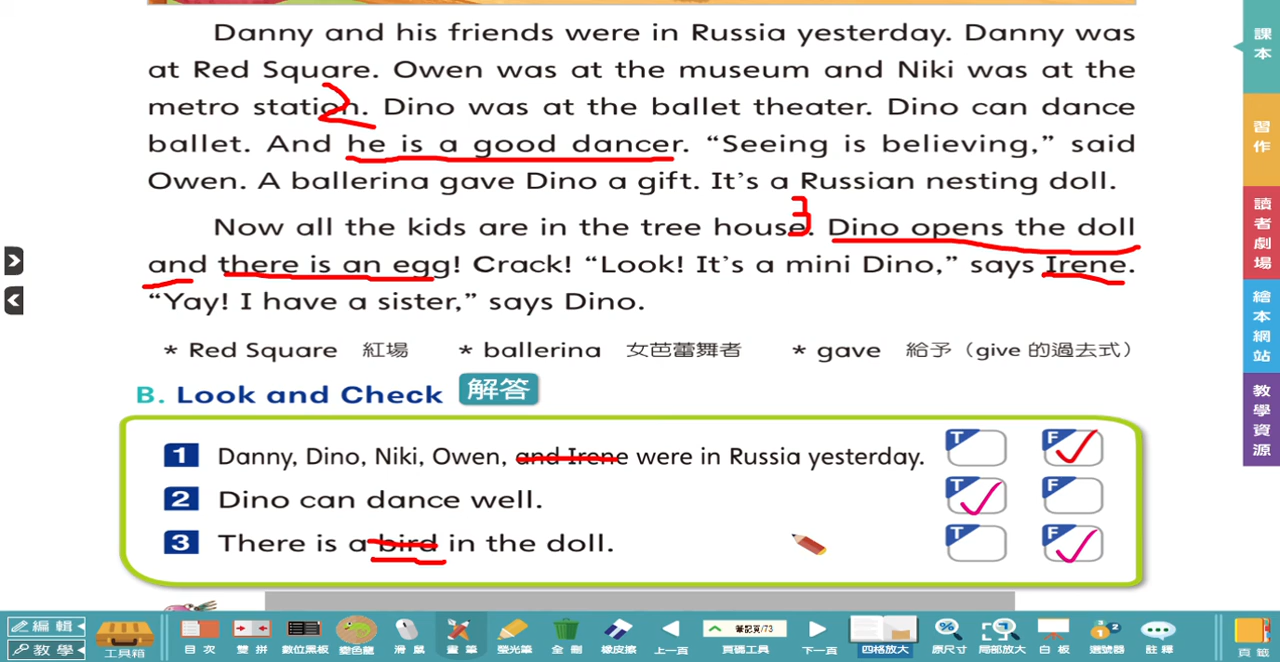 Danny and his friends were in Russia yesterday. Danny was
at Red Square. Owen was at the museum and Niki was at the
metro station. Dino was at the ballet theater. Dino can dance
ballet. And he is a good dancer. “Seeing is believing,” said
Owen. A ballerina gave Dino a gift. It’s a Russian nesting doll.
Now all the kids are in the tree house. Dino opens the doll
and there is an egg! Crack! “Look! It’s a mini Dino,” says Irene.
“Yay! I have a sister,” says Dino.
2
3
* Red Square 紅場 * ballerina 女芭蕾舞者 * gave 給予（give 的過去式）
B. Look and Check 解答
1 Danny, Dino, Niki, Owen, and Irene were in Russia yesterday. T F
2 Dino can dance well. T F
3 There is a bird in the doll. T F
課本
習作
讀者劇場
繪本網站
教學資源
編輯
教學
工具箱 目次 雙拼 數位黑板 變色龍 滑鼠 畫筆 螢光筆 全刪 橡皮擦 上一頁 筆記頁/73 頁碼工具 下一頁 四格放大 原尺寸 局部放大 白板 選號器 註釋 頁籤